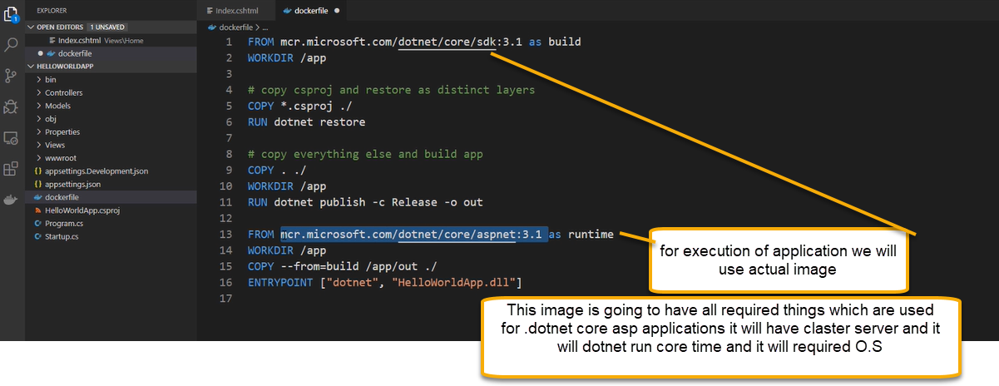 EXPLORER
OPEN EDITORS 1 UNSAVED
Index.cshtml Views\Home
dockerfile
HELLOWORLDAPP
bin
Controllers
Models
obj
Properties
Views
wwwroot
{} appsettings.Development.json
{} appsettings.json
dockerfile
HelloWorldApp.csproj
C# Program.cs
C# Startup.cs
1
Index.cshtml
dockerfile
dockerfile > ...
1 FROM mcr.microsoft.com/dotnet/core/sdk:3.1 as build
2 WORKDIR /app
3
4 # copy csproj and restore as distinct layers
5 COPY *.csproj ./
6 RUN dotnet restore
7
8 # copy everything else and build app
9 COPY . ./
10 WORKDIR /app
11 RUN dotnet publish -c Release -o out
12
13 FROM mcr.microsoft.com/dotnet/core/aspnet:3.1 as runtime
14 WORKDIR /app
15 COPY --from=build /app/out ./
16 ENTRYPOINT ["dotnet", "HelloWorldApp.dll"]
17
for execution of application we will
use actual image
This image is going to have all required things which are used
for .dotnet core asp applications it will have claster server and it
will dotnet run core time and it will required O.S